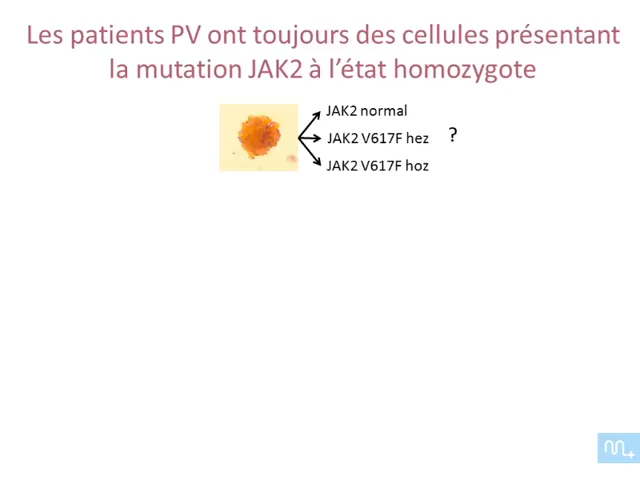 Les patients PV ont toujours des cellules présentant
la mutation JAK2 à l’état homozygote
JAK2 normal
JAK2 V617F hez ?
JAK2 V617F hoz